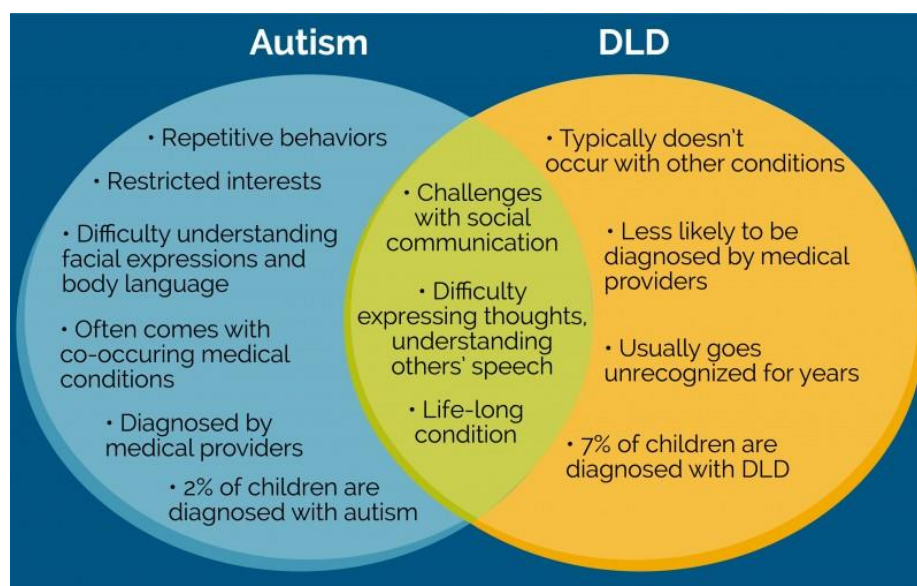 Autism
• Repetitive behaviors
• Restricted interests
• Difficulty understanding
facial expressions and
body language
• Often comes with
co-occuring medical
conditions
• Diagnosed by
medical providers
• 2% of children are
diagnosed with autism
• Challenges
with social
communication
• Difficulty
expressing thoughts,
understanding
others' speech
• Life-long
condition
DLD
• Typically doesn't
occur with other conditions
• Less likely to be
diagnosed by medical
providers
• Usually goes
unrecognized for years
• 7% of children are
diagnosed with DLD